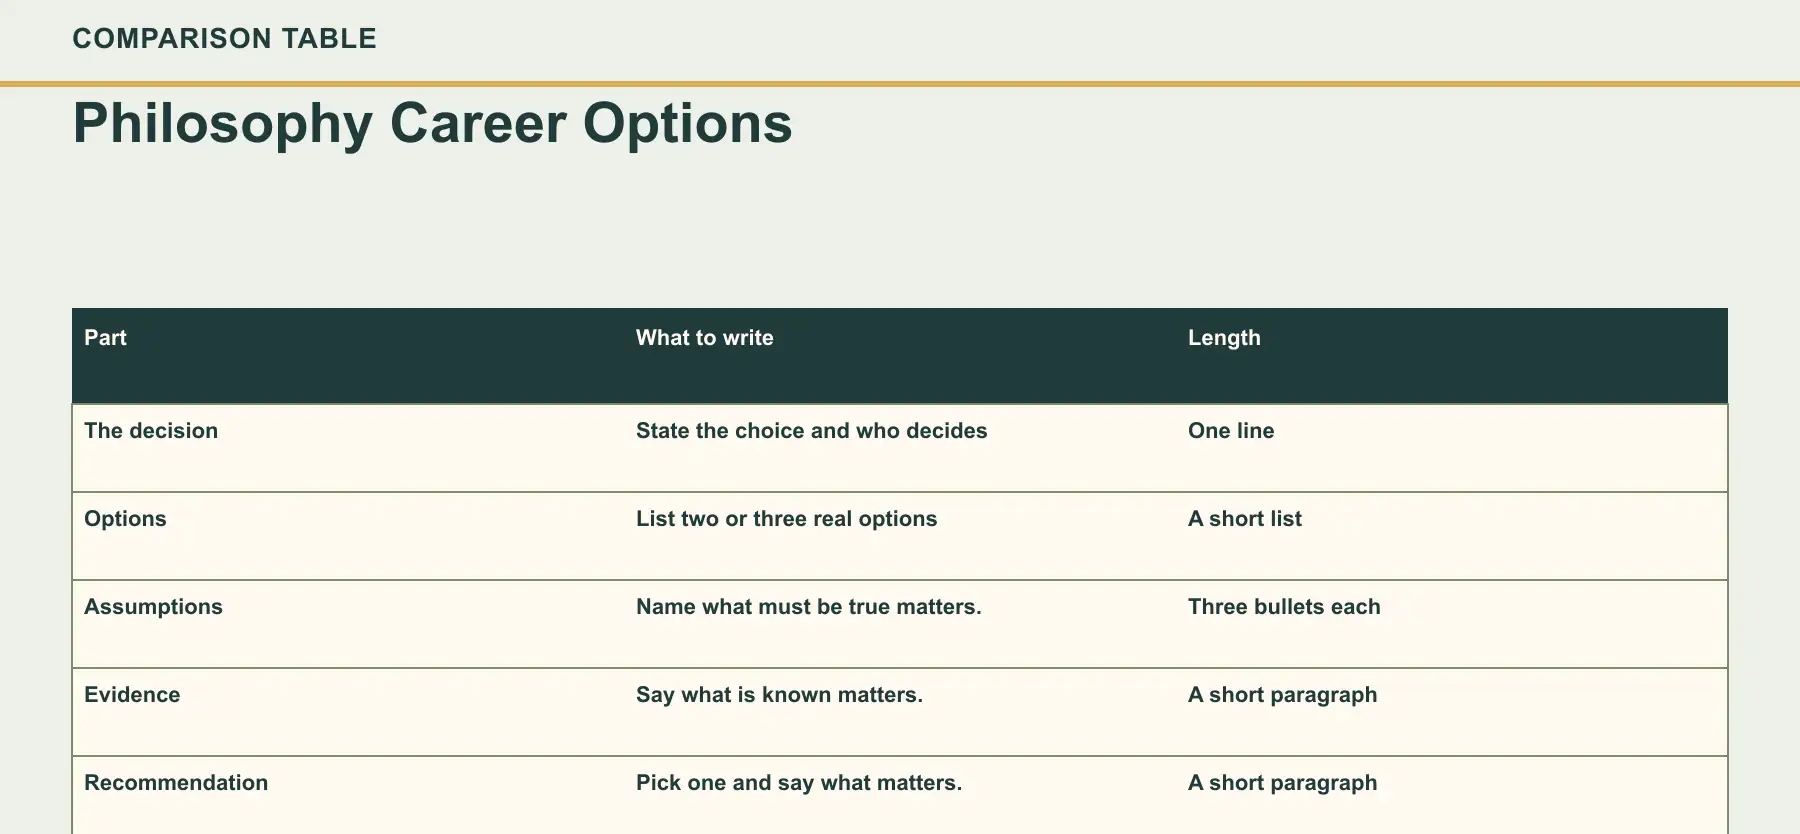 COMPARISON TABLE
Philosophy Career Options
Part What to write Length
The decision State the choice and who decides One line
Options List two or three real options A short list
Assumptions Name what must be true matters. Three bullets each
Evidence Say what is known matters. A short paragraph
Recommendation Pick one and say what matters. A short paragraph